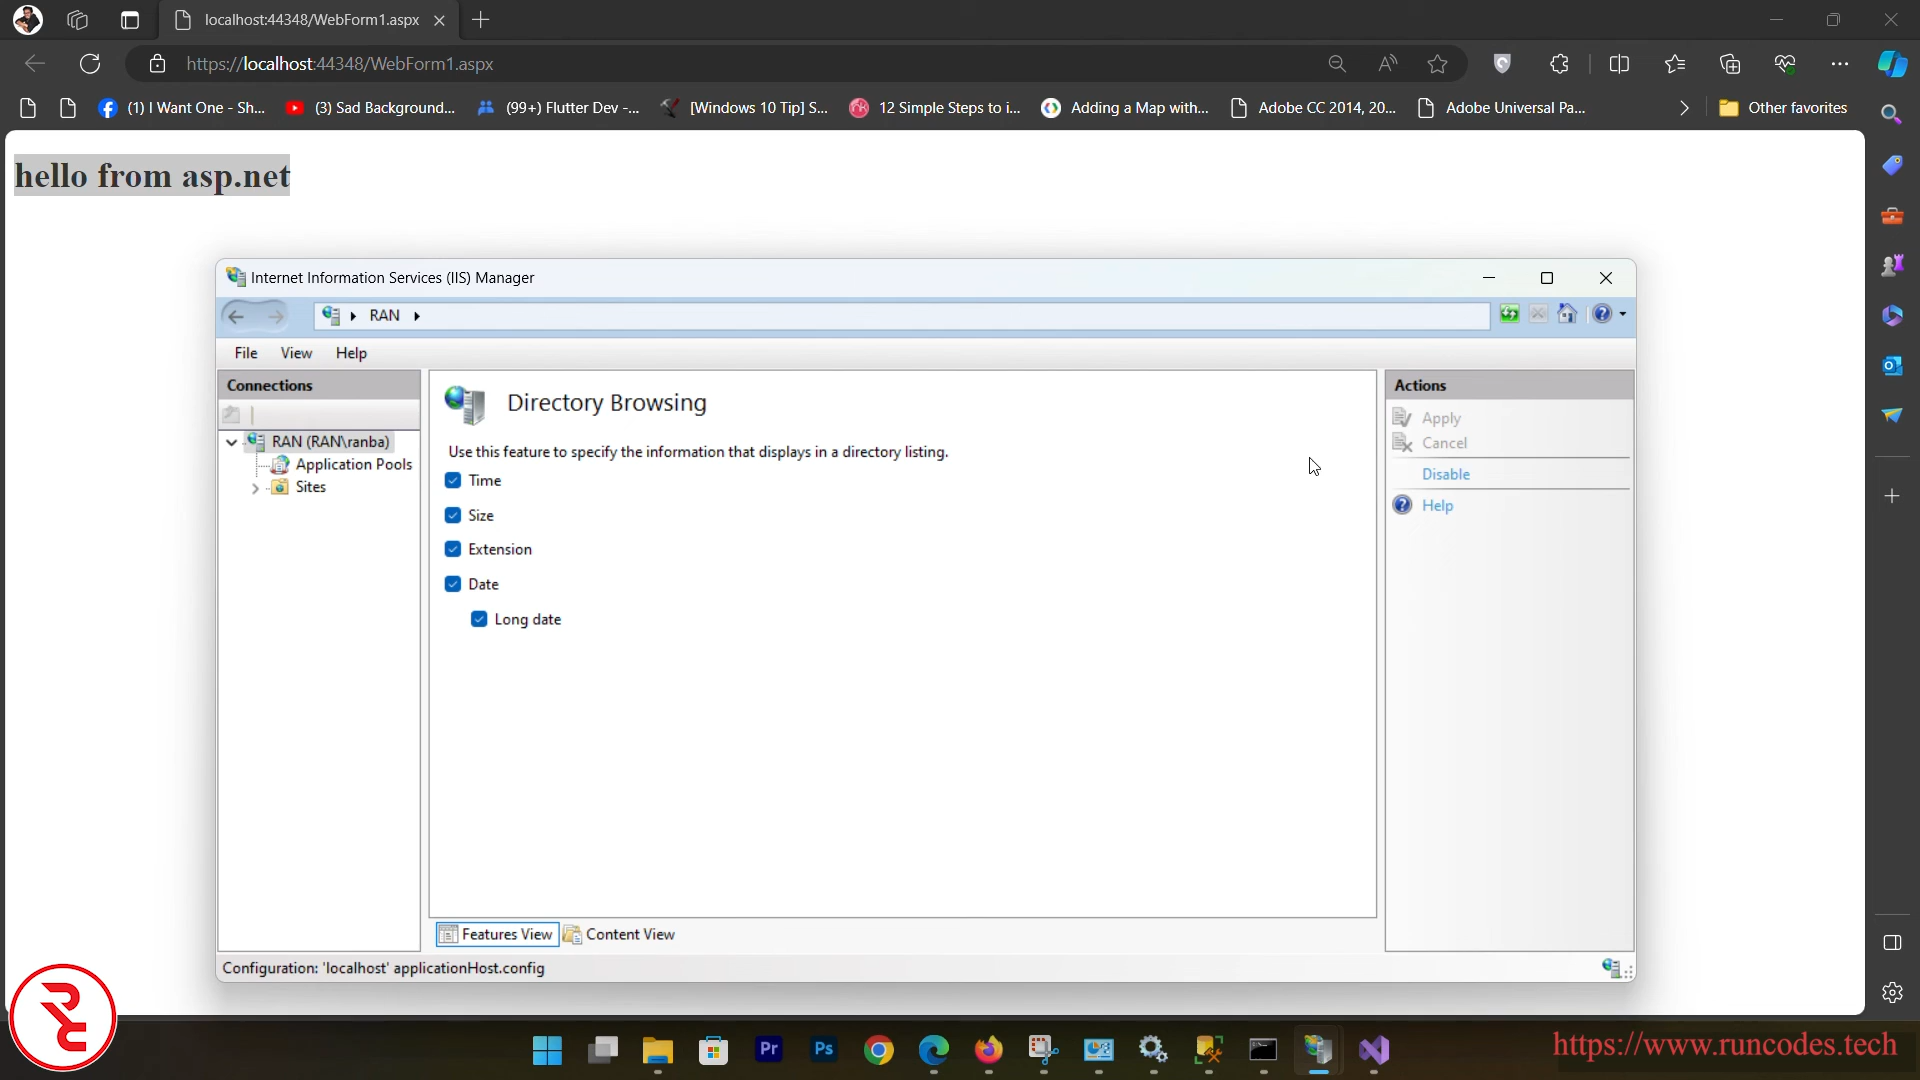 localhost:44348/WebForm1.aspx
https://localhost:44348/WebForm1.aspx
(1) I Want One - Sh...
(3) Sad Background...
(99+) Flutter Dev -...
[Windows 10 Tip] S...
12 Simple Steps to i...
Adding a Map with...
Adobe CC 2014, 20...
Adobe Universal Pa...
Other favorites
hello from asp.net
Internet Information Services (IIS) Manager
RAN
File View Help
Connections
RAN (RAN\ranba)
Application Pools
Sites
Directory Browsing
Use this feature to specify the information that displays in a directory listing.
Time
Size
Extension
Date
Long date
Features View
Content View
Actions
Apply
Cancel
Disable
Help
Configuration: 'localhost' applicationHost.config
Pr
Ps
https://www.runcodes.tech